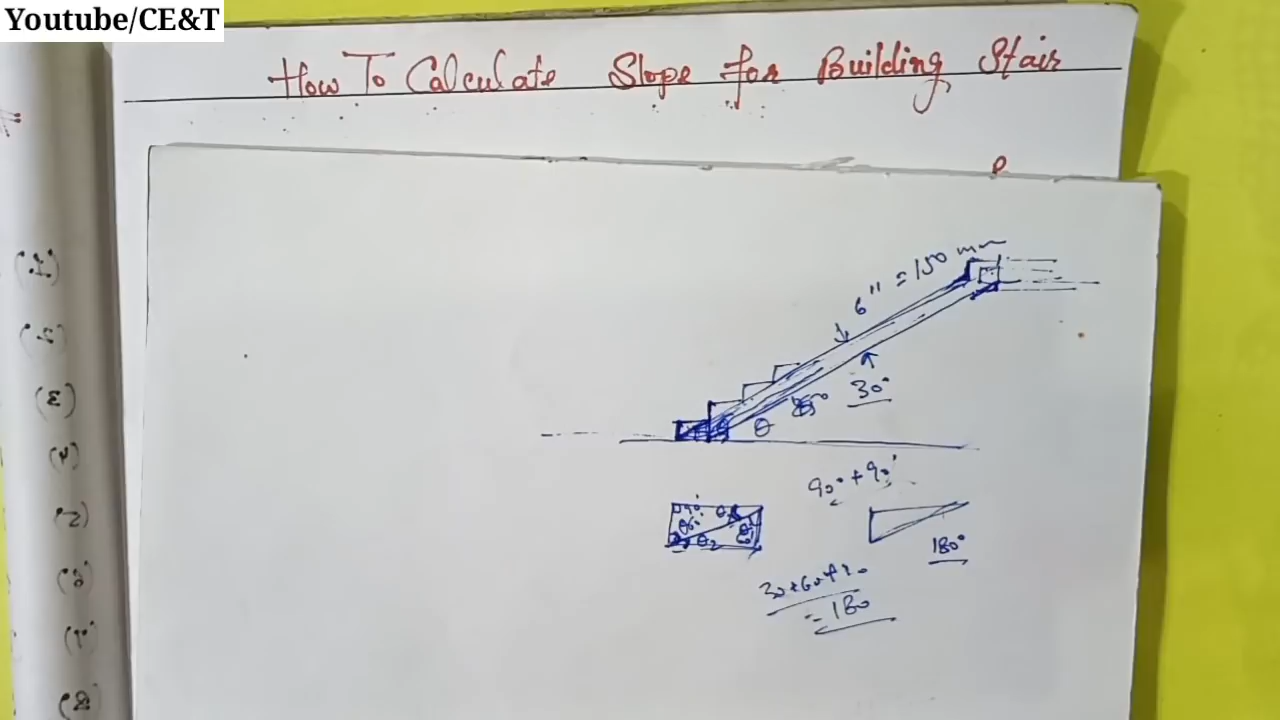 Youtube/CE&T
How To Calculate Slope for Building Stair
6" = 150 mm
30°
θ
90° + 90°
180°
30+60+90
= 180